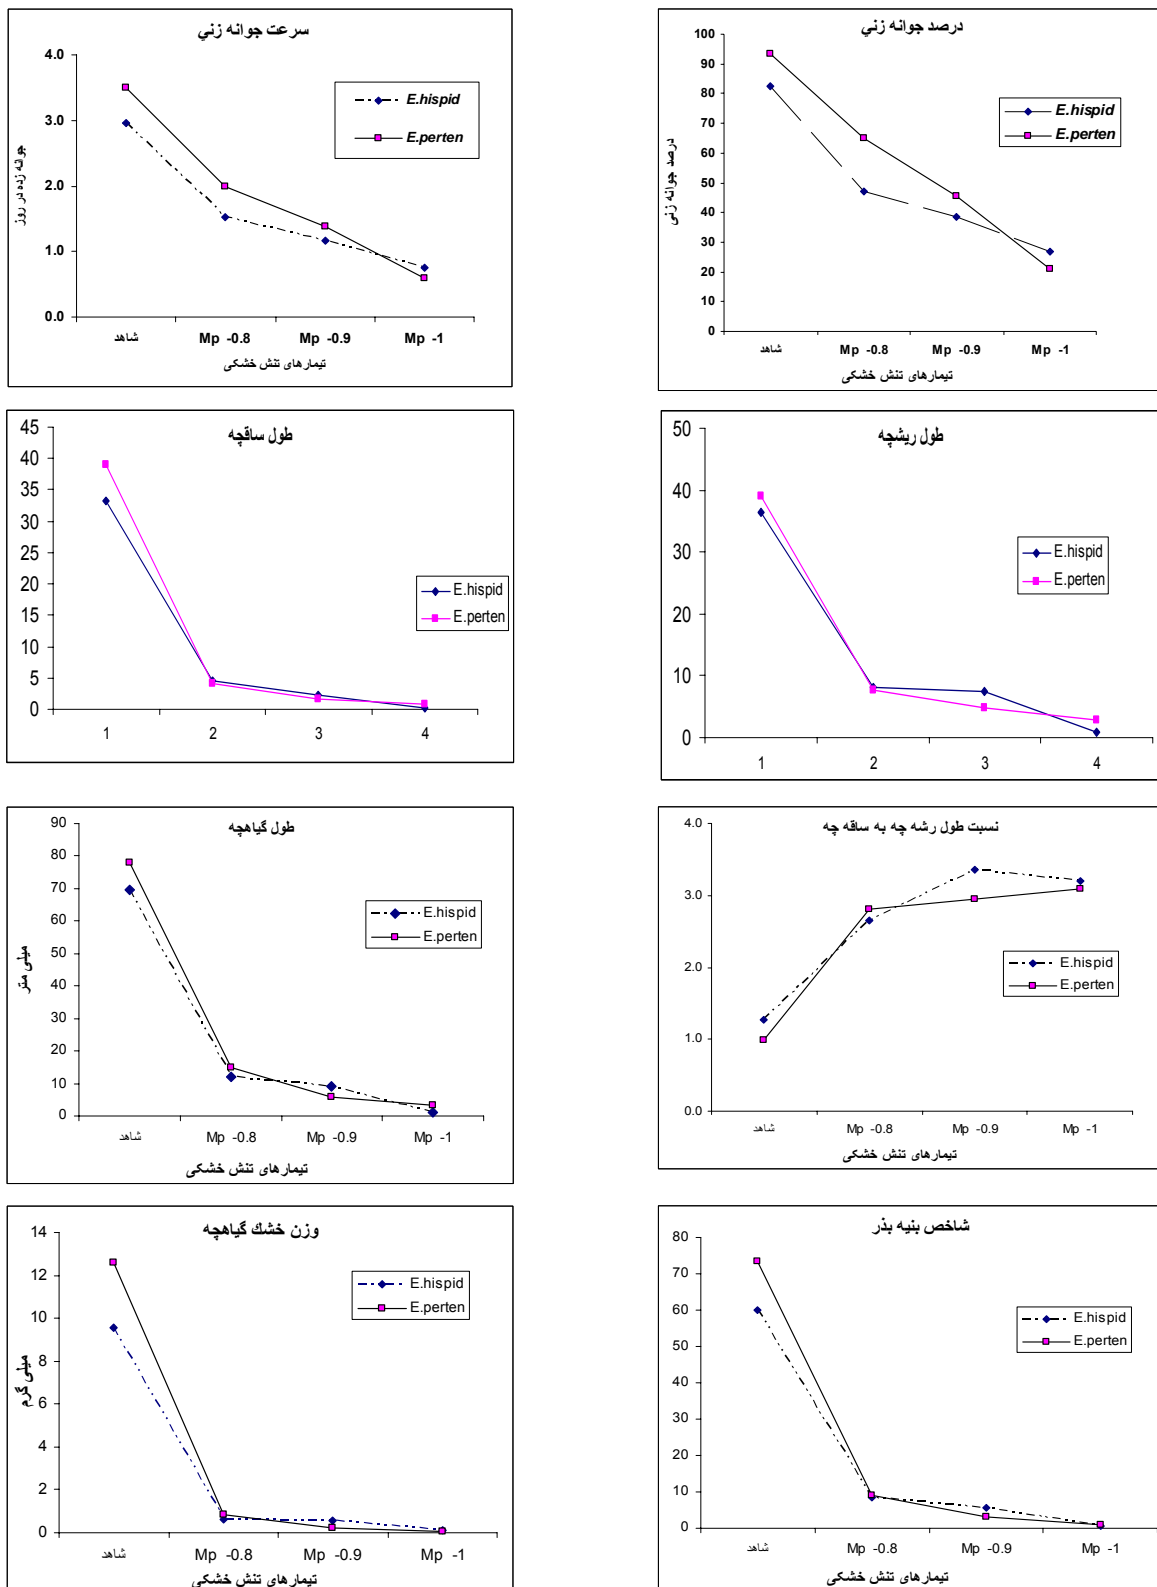 سرعت جوانه زني
4.0
3.0
2.0
1.0
0.0
جوانه زده در روز
E.hispid
E.perten
شاهد
Mp -0.8
Mp -0.9
Mp -1
تیمارهای تنش خشکی
درصد جوانه زني
100
90
80
70
60
50
40
30
20
10
0
درصد جوانه زنی
E.hispid
E.perten
شاهد
Mp -0.8
Mp -0.9
Mp -1
تیمارهای تنش خشکی
طول ساقچه
45
40
35
30
25
20
15
10
5
0
E.hispid
E.perten
1
2
3
4
طول ریشچه
50
40
30
20
10
0
E.hispid
E.perten
1
2
3
4
طول گیاهچه
90
80
70
60
50
40
30
20
10
0
میلی متر
E.hispid
E.perten
شاهد
Mp -0.8
Mp -0.9
Mp -1
تیمارهای تنش خشکی
نسبت طول رشه چه به ساقه چه
4.0
3.0
2.0
1.0
0.0
E.hispid
E.perten
شاهد
Mp -0.8
Mp -0.9
Mp -1
تیمارهای تنش خشکی
وزن خشك گیاهچه
14
12
10
8
6
4
2
0
میلی گرم
E.hispid
E.perten
شاهد
Mp -0.8
Mp -0.9
Mp -1
تیمارهای تنش خشکی
شاخص بنیه بذر
80
70
60
50
40
30
20
10
0
E.hispid
E.perten
شاهد
Mp -0.8
Mp -0.9
Mp -1
تیمارهای تنش خشکی